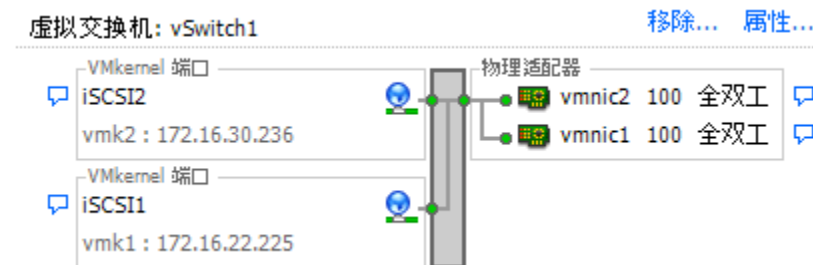 虚拟交换机: vSwitch1
移除... 属性...
VMkernel 端口
iSCSI2
vmk2 : 172.16.30.236
物理适配器
vmnic2 100 全双工
vmnic1 100 全双工
VMkernel 端口
iSCSI1
vmk1 : 172.16.22.225